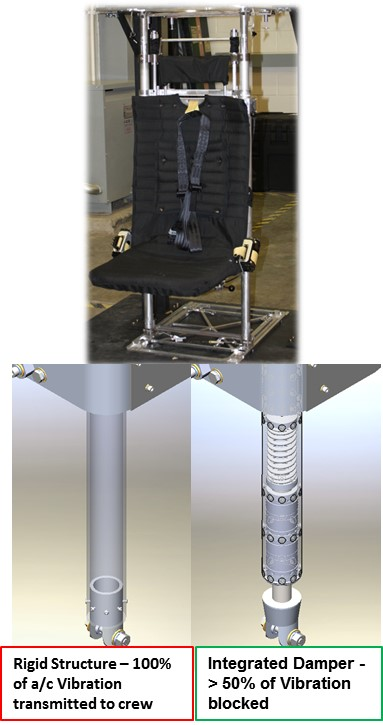 Rigid Structure – 100%
of a/c Vibration
transmitted to crew
Integrated Damper -
> 50% of Vibration
blocked